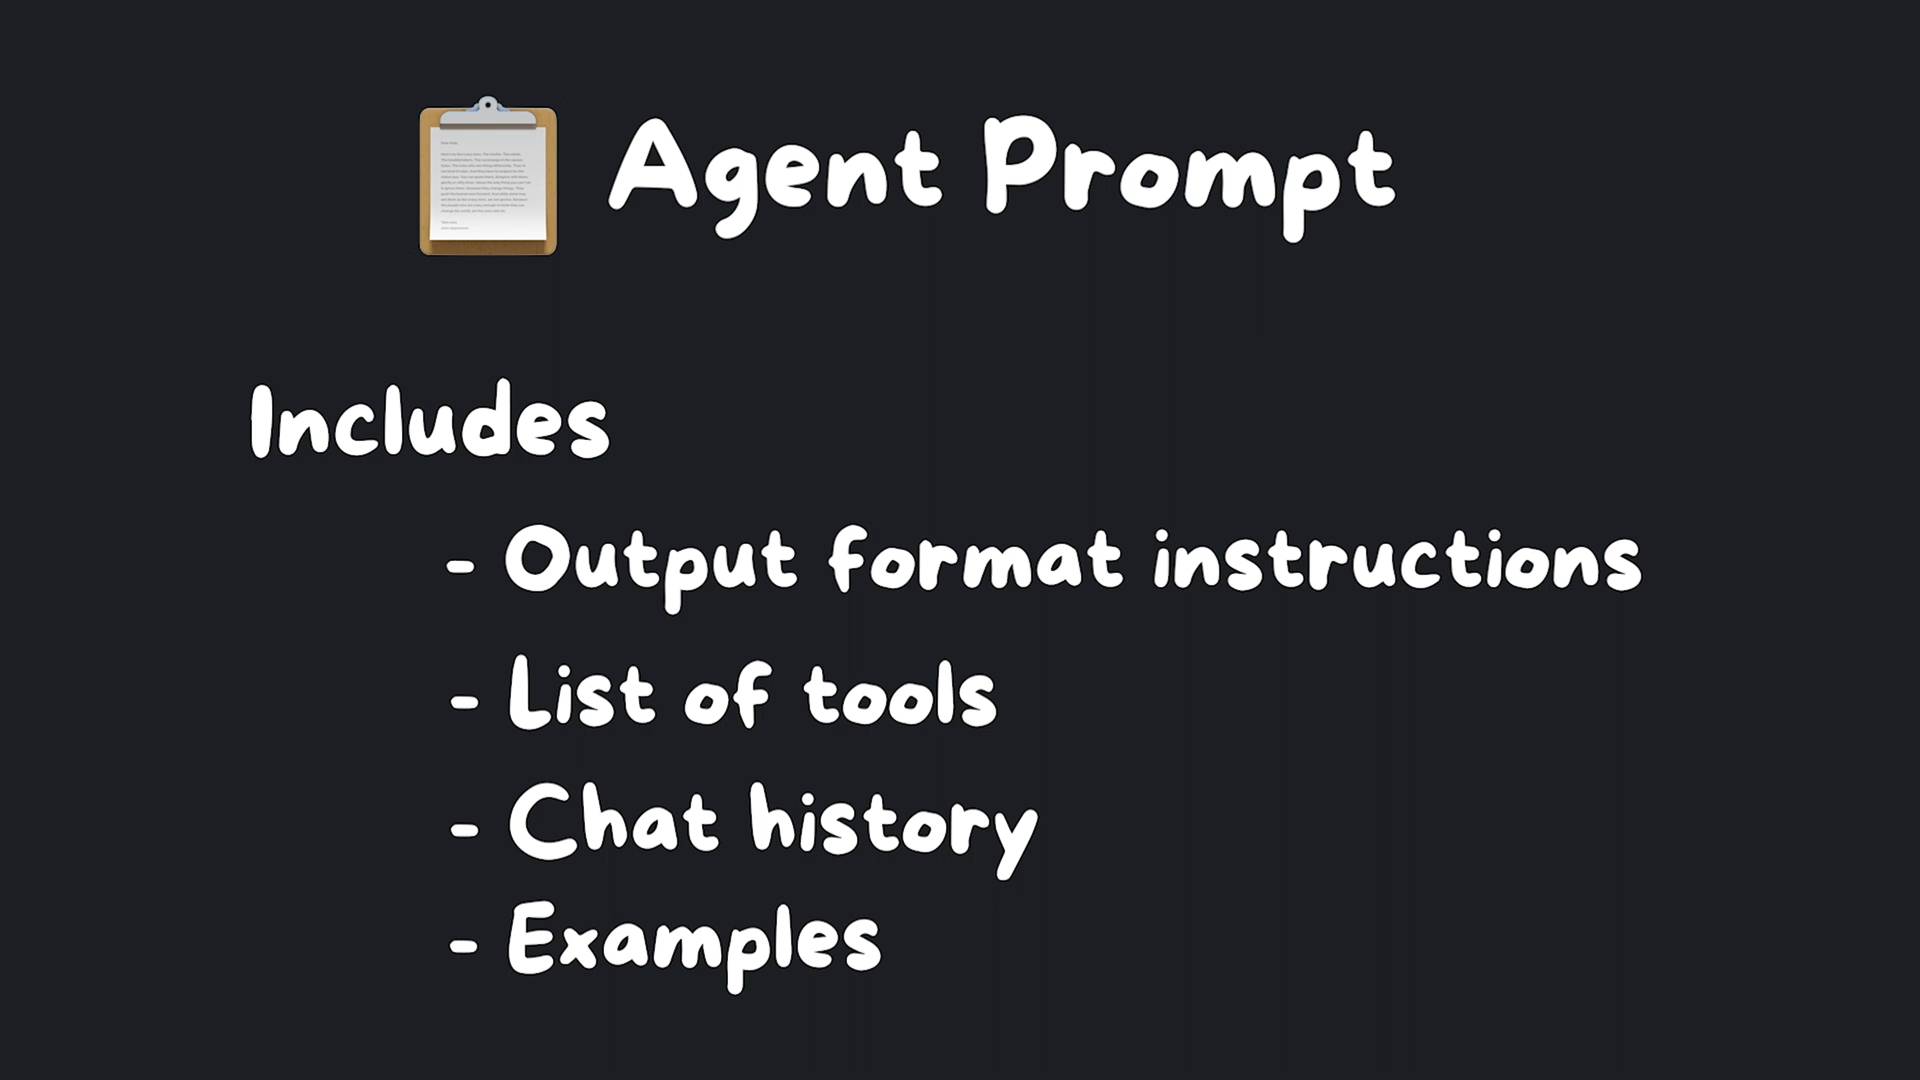 Agent Prompt
Includes
- Output format instructions
- List of tools
- Chat history
- Examples